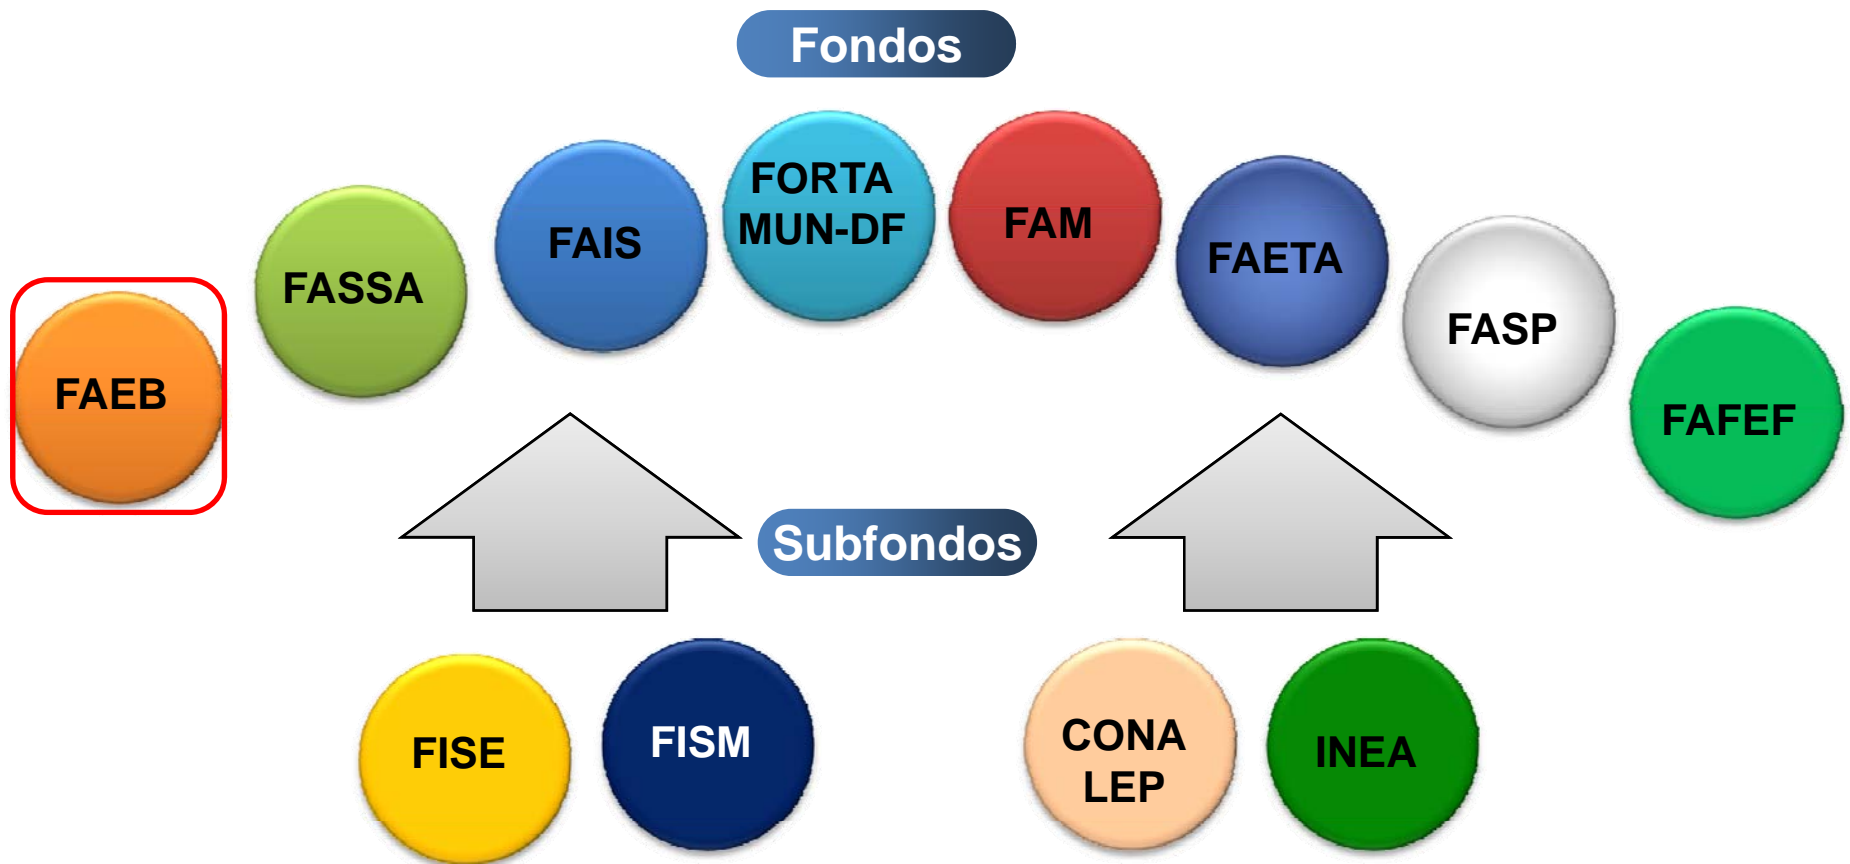 Fondos
FAEB
FASSA
FAIS
FORTA
MUN-DF
FAM
FAETA
FASP
FAFEF
Subfondos
FISE
FISM
CONA
LEP
INEA